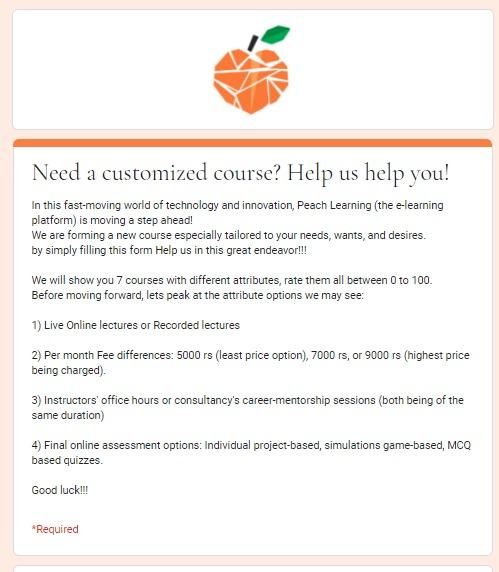 Need a customized course? Help us help you!
In this fast-moving world of technology and innovation, Peach Learning (the e-learning
platform) is moving a step ahead!
We are forming a new course especially tailored to your needs, wants, and desires.
by simply filling this form Help us in this great endeavor!!!
We will show you 7 courses with different attributes, rate them all between 0 to 100.
Before moving forward, lets peak at the attribute options we may see:
1) Live Online lectures or Recorded lectures
2) Per month Fee differences: 5000 rs (least price option), 7000 rs, or 9000 rs (highest price
being charged).
3) Instructors' office hours or consultancy's career-mentorship sessions (both being of the
same duration)
4) Final online assessment options: Individual project-based, simulations game-based, MCQ
based quizzes.
Good luck!!!
*Required